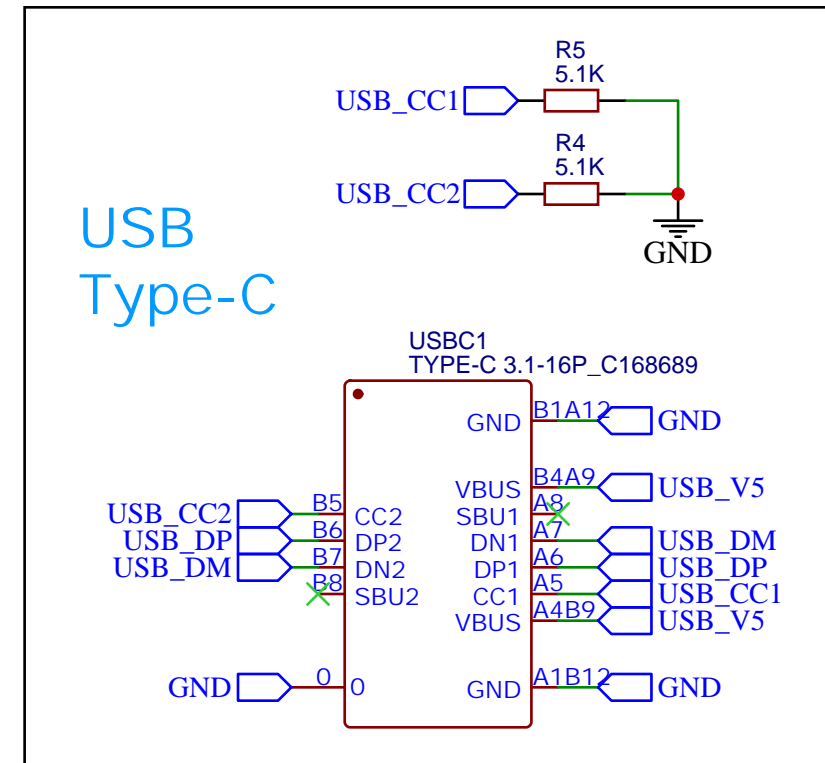 R5
5.1K
USB_CC1
R4
5.1K
USB_CC2
GND
USB
Type-C
USBC1
TYPE-C 3.1-16P_C168689
GND B1A12 GND
VBUS B4A9 USB_V5
USB_CC2 B5 CC2 SBU1 A8
USB_DP B6 DP2 DN1 A7 USB_DM
USB_DM B7 DN2 DP1 A6 USB_DP
B8 SBU2 CC1 A5 USB_CC1
VBUS A4B9 USB_V5
GND 0 0 GND A1B12 GND